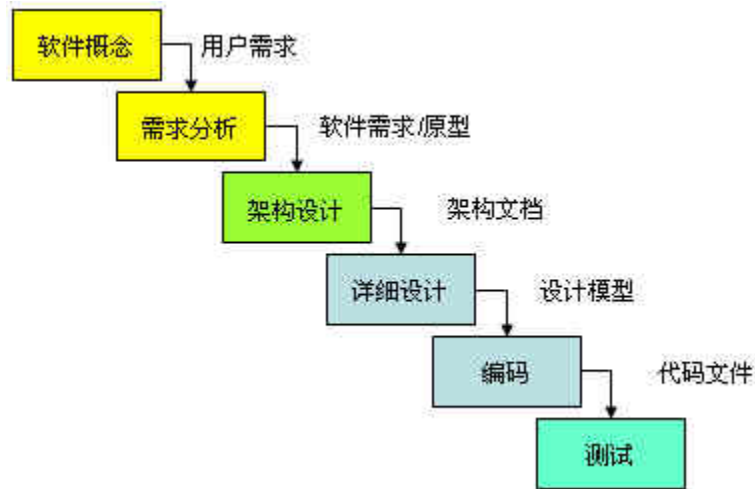 软件概念
用户需求
需求分析
软件需求/原型
架构设计
架构文档
详细设计
设计模型
编码
代码文件
测试